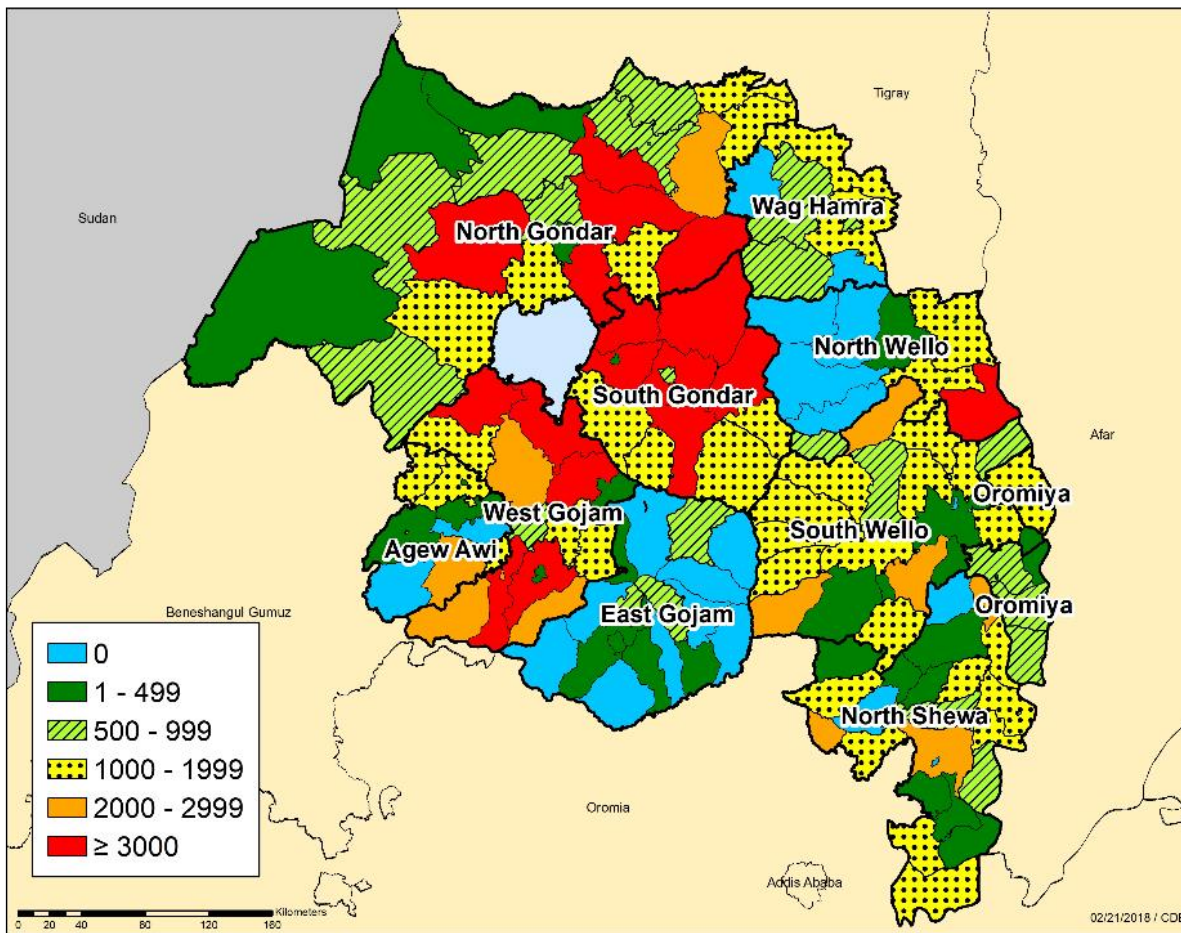 Tigray
Sudan
Wag Hamra
North Gondar
North Wello
South Gondar
Afar
Oromiya
West Gojam
South Wello
Agew Awi
Beneshangul Gumuz
East Gojam
Oromiya
0
1 - 499
500 - 999
North Shewa
1000 - 1999
2000 - 2999
Oromia
≥ 3000
Addis Ababa
Kilometers
0 20 40 80 120 160
02/21/2018 / CDB